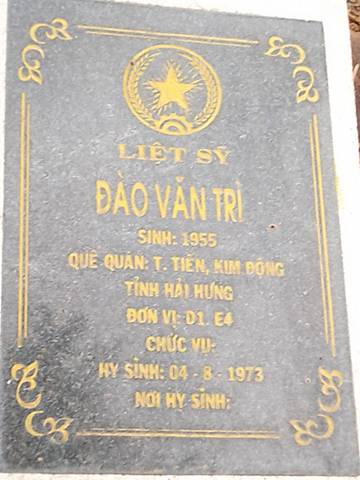 LIỆT SỸ
ĐÀO VĂN TRÌ
SINH: 1955
QUÊ QUÁN: T. TIẾN, KIM ĐỘNG
TỈNH HẢI HƯNG
ĐƠN VỊ: D1. E4
CHỨC VỤ:
HY SINH: 04 - 8 - 1973
NƠI HY SINH: